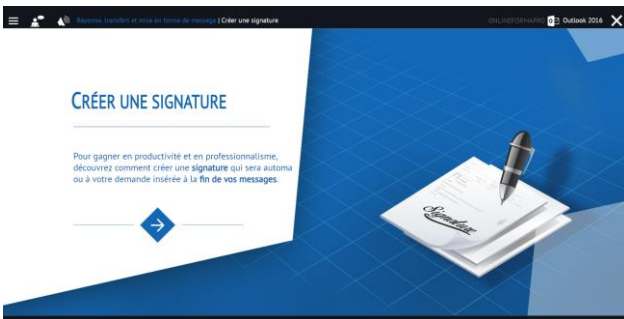 Réponse, transfert et mise en forme de message | Créer une signature
ONLINEFORMAPRO Outlook 2016
CRÉER UNE SIGNATURE
Pour gagner en productivité et en professionnalisme,
découvrez comment créer une signature qui sera automa
ou à votre demande insérée à la fin de vos messages.
Signature